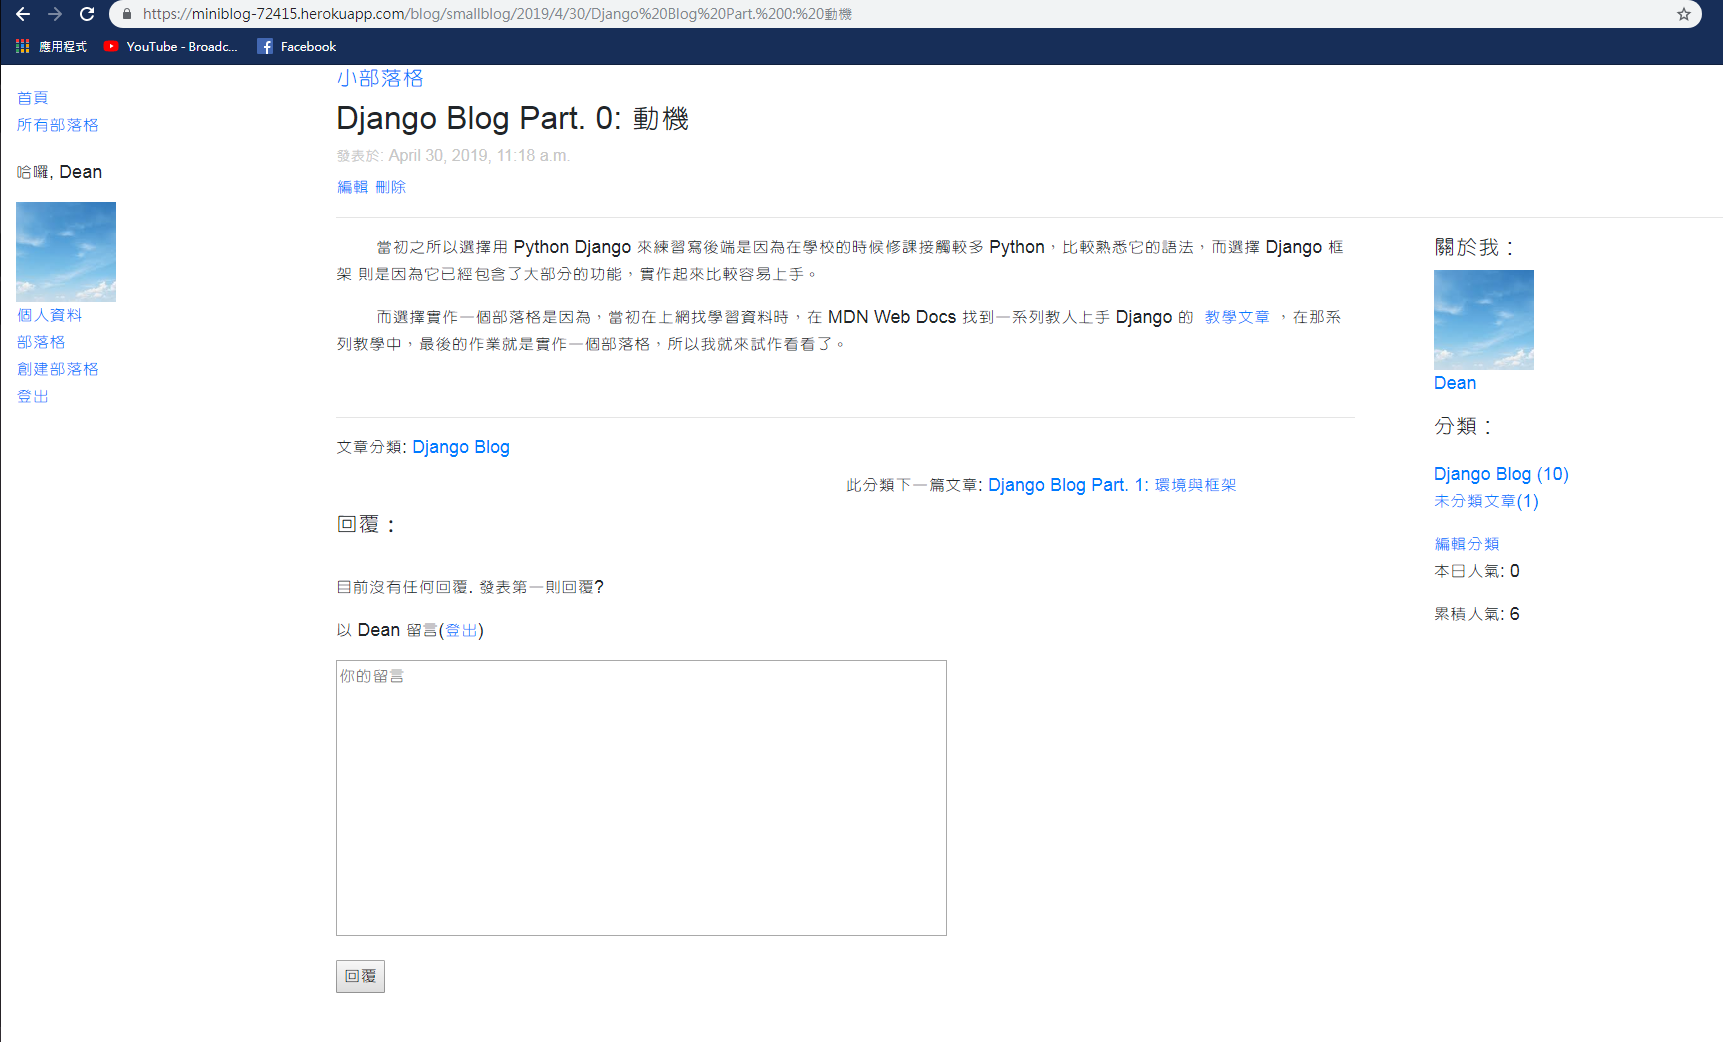 https://miniblog-72415.herokuapp.com/blog/smallblog/2019/4/30/Django%20Blog%20Part.%200:%20動機
應用程式 YouTube - Broadc... Facebook
首頁
所有部落格
哈囉, Dean
個人資料
部落格
創建部落格
登出
小部落格
Django Blog Part. 0: 動機
發表於: April 30, 2019, 11:18 a.m.
編輯 刪除
當初之所以選擇用 Python Django 來練習寫後端是因為在學校的時候修課接觸較多 Python，比較熟悉它的語法，而選擇 Django 框
架 則是因為它已經包含了大部分的功能，實作起來比較容易上手。
而選擇實作一個部落格是因為，當初在上網找學習資料時，在 MDN Web Docs 找到一系列教人上手 Django 的 教學文章 ，在那系
列教學中，最後的作業就是實作一個部落格，所以我就來試作看看了。
文章分類: Django Blog
此分類下一篇文章: Django Blog Part. 1: 環境與框架
回覆：
目前沒有任何回覆. 發表第一則回覆?
以 Dean 留言(登出)
你的留言
回覆
關於我：
Dean
分類：
Django Blog (10)
未分類文章(1)
編輯分類
本日人氣: 0
累積人氣: 6